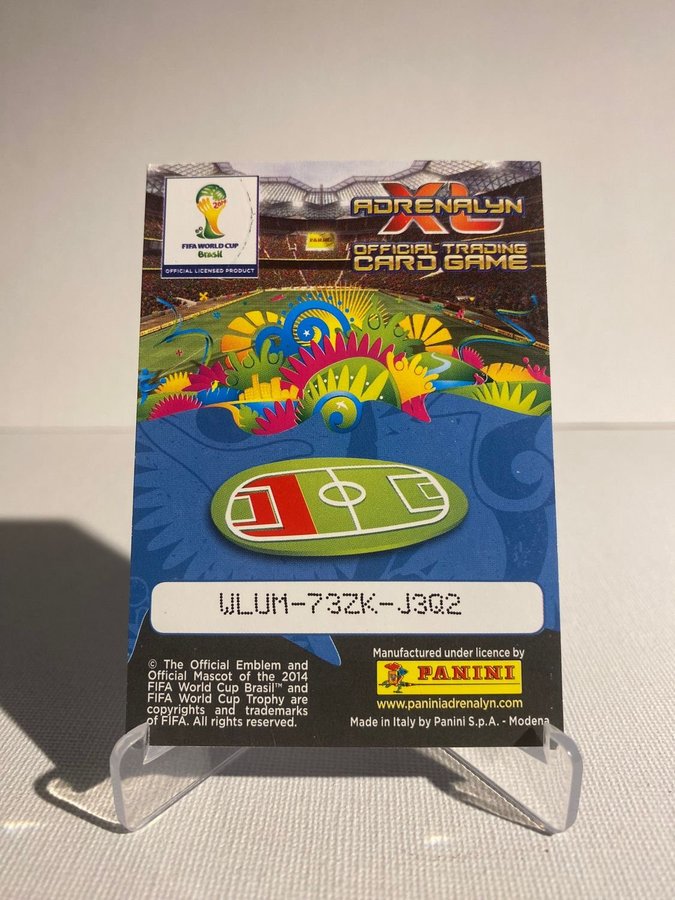 2014
FIFA WORLD CUP
Brasil
OFFICIAL LICENSED PRODUCT
ADRENALYN
XL
OFFICIAL TRADING
CARD GAME
PANINI
WLUM-73ZK-J3Q2
© The Official Emblem and
Official Mascot of the 2014
FIFA World Cup Brasil™ and
FIFA World Cup Trophy are
copyrights and trademarks
of FIFA. All rights reserved.
Manufactured under licence by
PANINI
www.paniniadrenalyn.com
Made in Italy by Panini S.p.A. - Modena